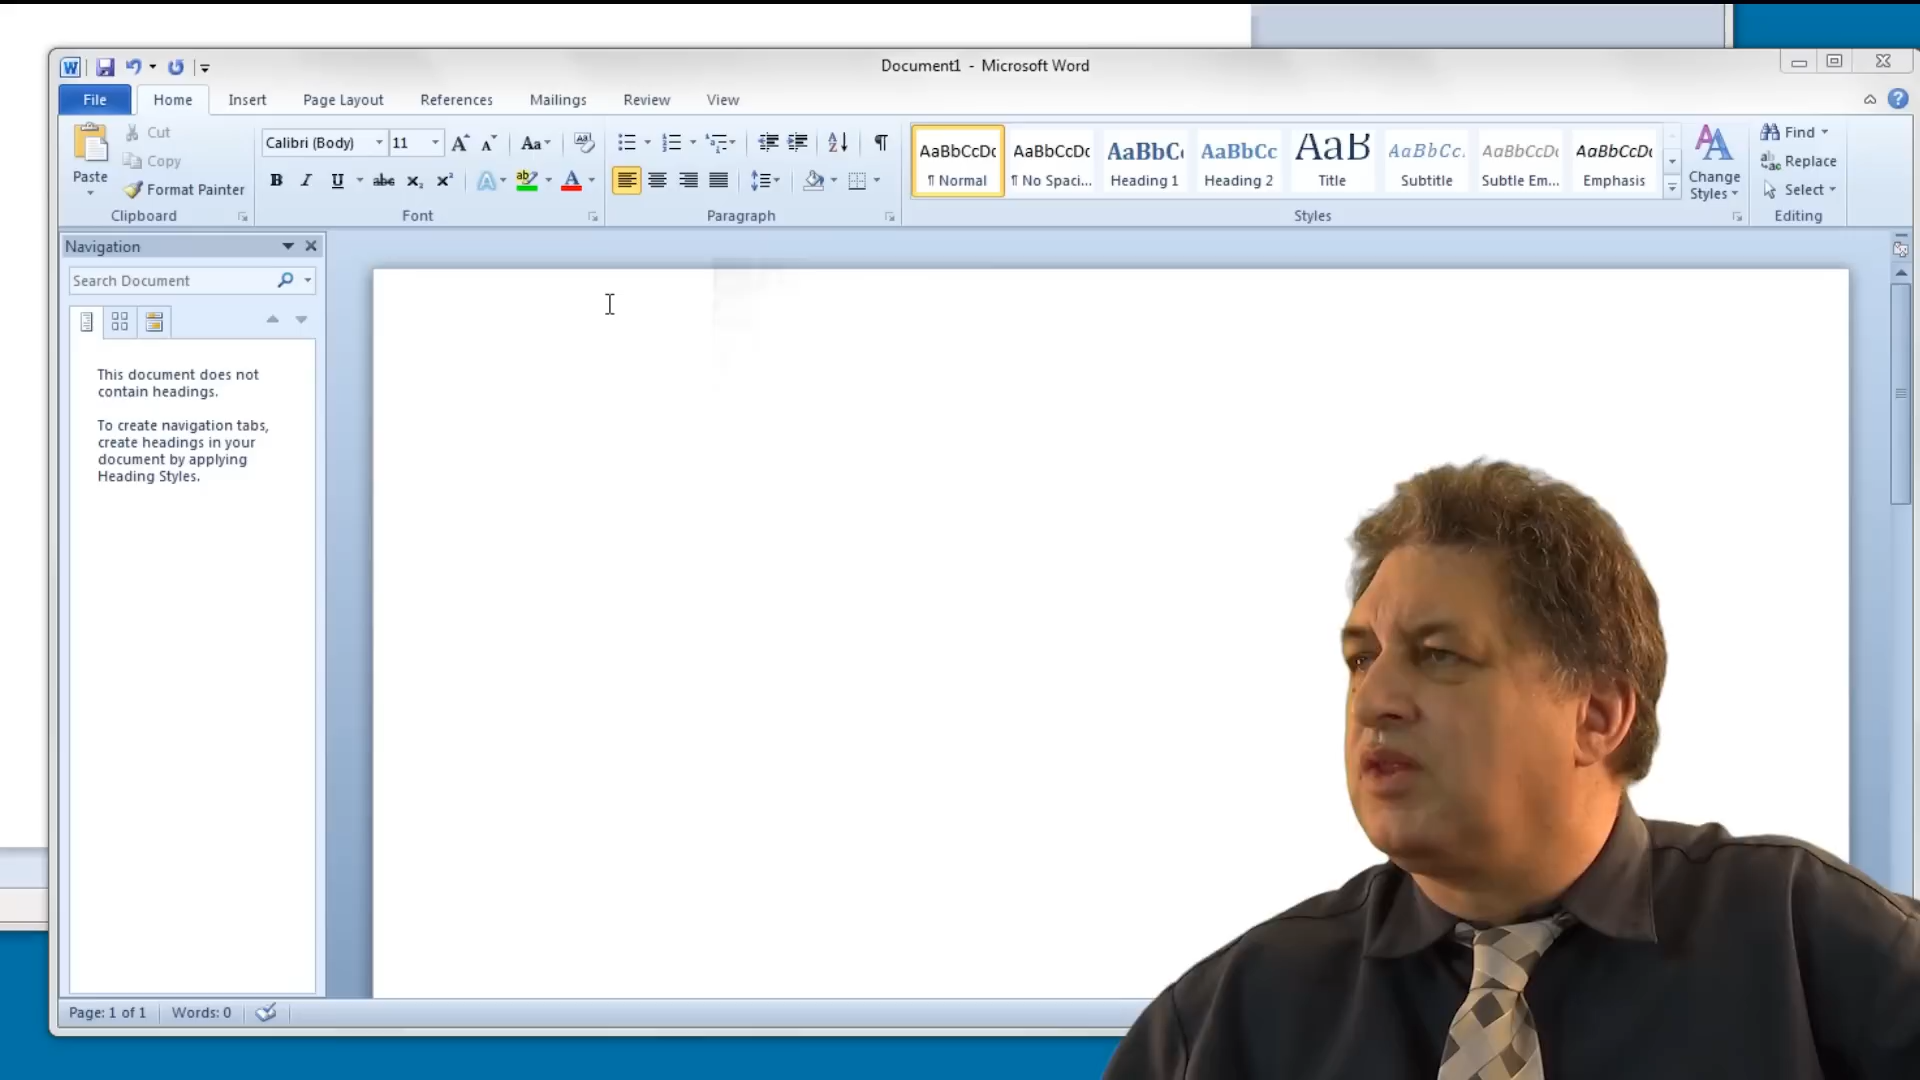 Document1 - Microsoft Word
File Home Insert Page Layout References Mailings Review View
Paste
Cut
Copy
Format Painter
Clipboard
Calibri (Body) 11
Font
Paragraph
AaBbCcDc AaBbCcDc AaBbC AaBbCc AaB AaBbCc. AaBbCcDc AaBbCcDc
¶ Normal ¶ No Spaci... Heading 1 Heading 2 Title Subtitle Subtle Em... Emphasis
Styles
Change
Styles
Find
Replace
Select
Editing
Navigation
Search Document
This document does not
contain headings.
To create navigation tabs,
create headings in your
document by applying
Heading Styles.
Page: 1 of 1 Words: 0